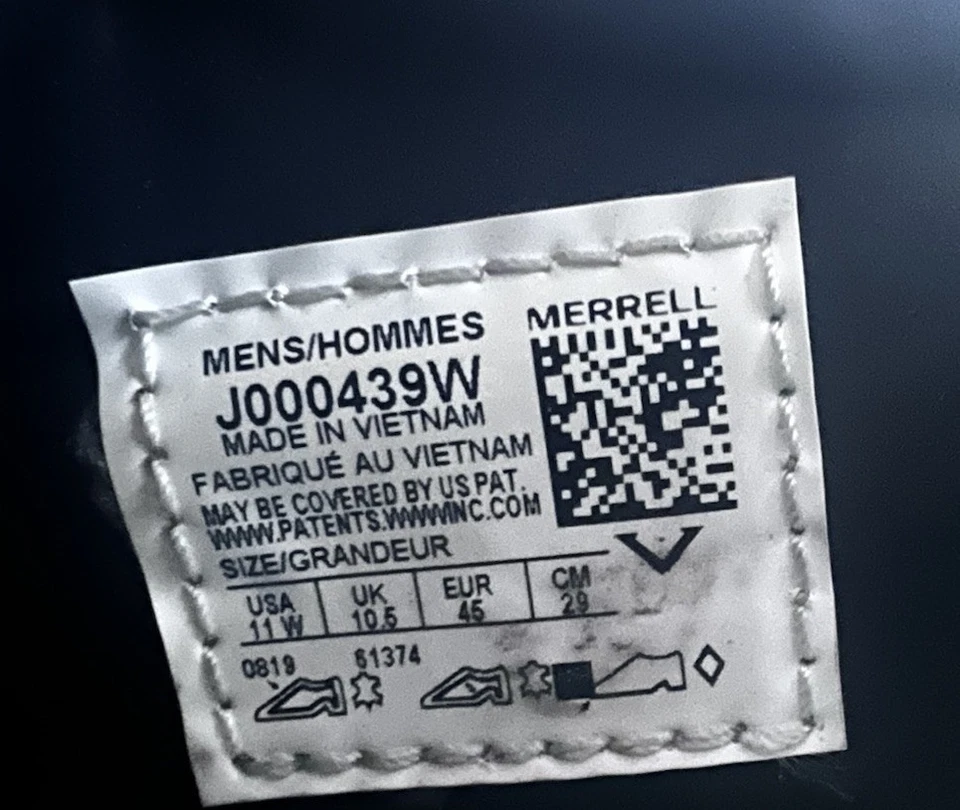 MENS/HOMMES
J000439W
MADE IN VIETNAM
FABRIQUÉ AU VIETNAM
MAY BE COVERED BY US PAT.
WWW.PATENTS.WWWINC.COM
SIZE/GRANDEUR
USA UK EUR CM
11 W 10.5 45 29
0819 61374
MERRELL